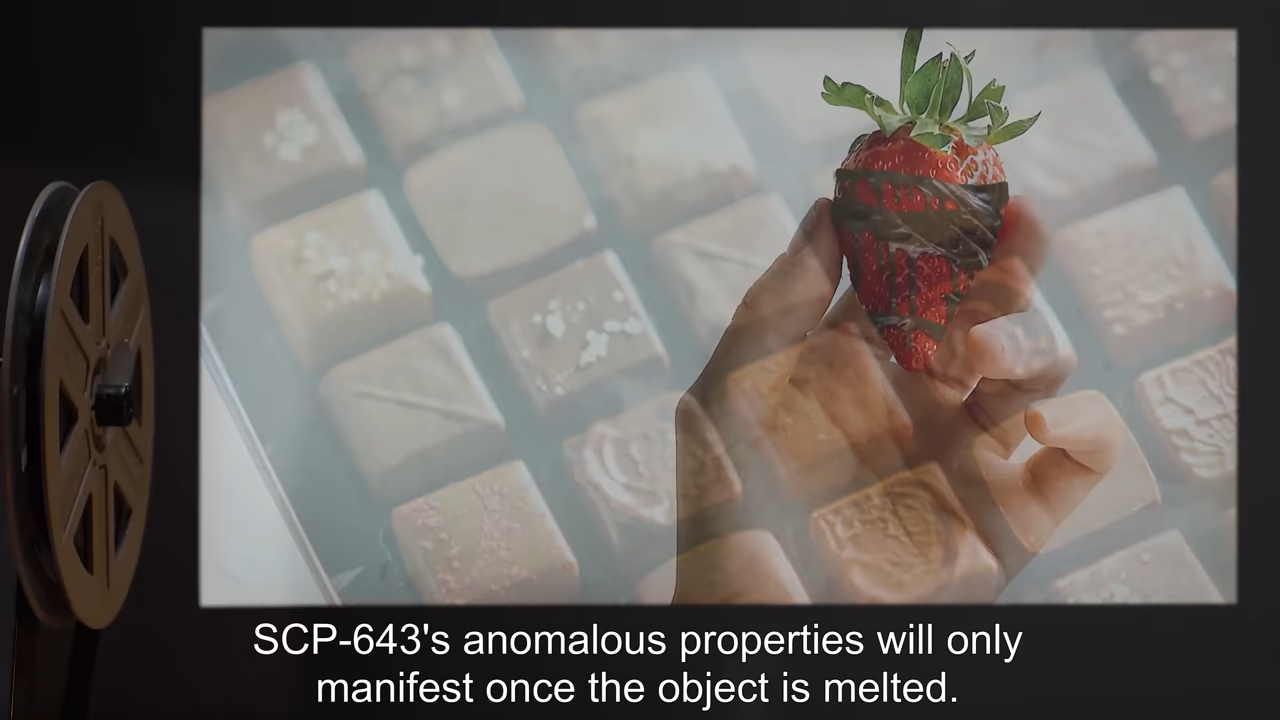 SCP-643's anomalous properties will only
manifest once the object is melted.